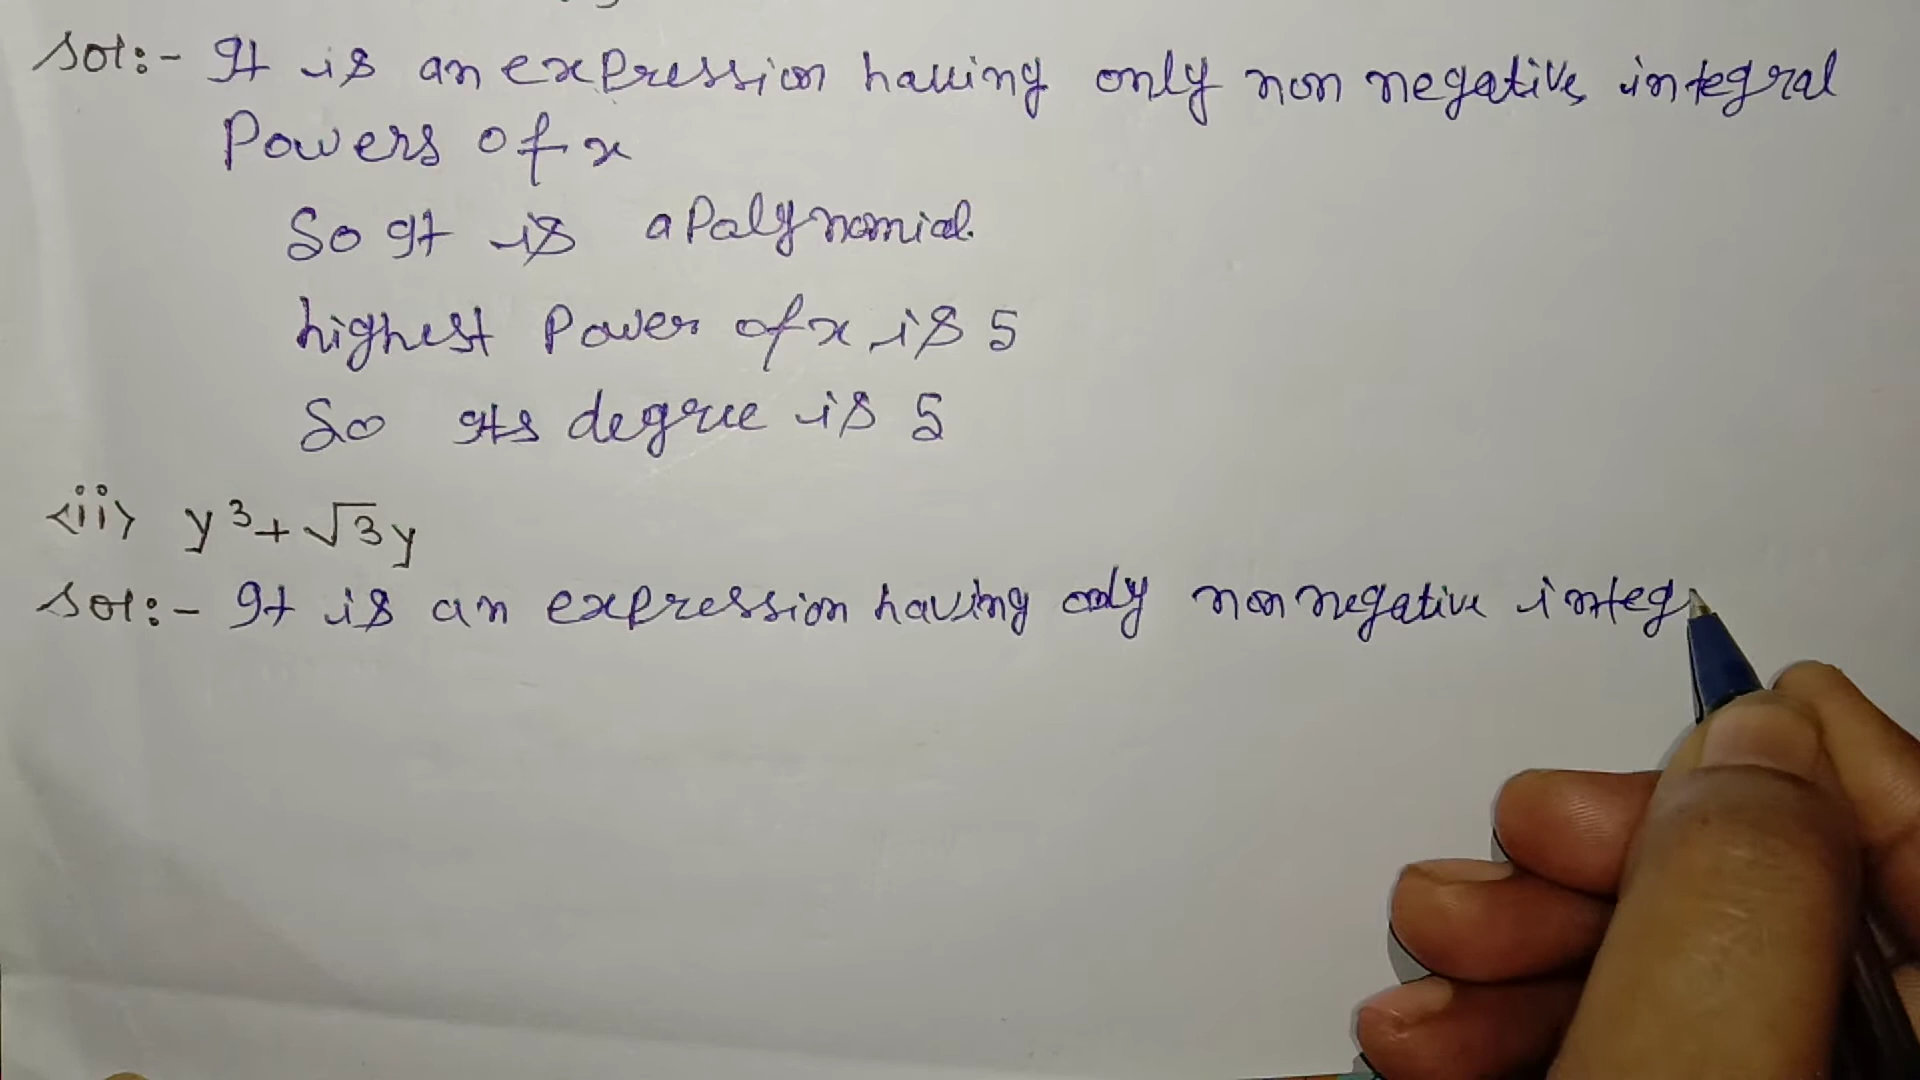 Sol:- It is an expression having only non negative integral
Powers of x
So It is a Polynomial.
highest Power of x is 5
So Its degree is 5
<ii> y³+√3y
Sol:- It is an expression having only non negative integ